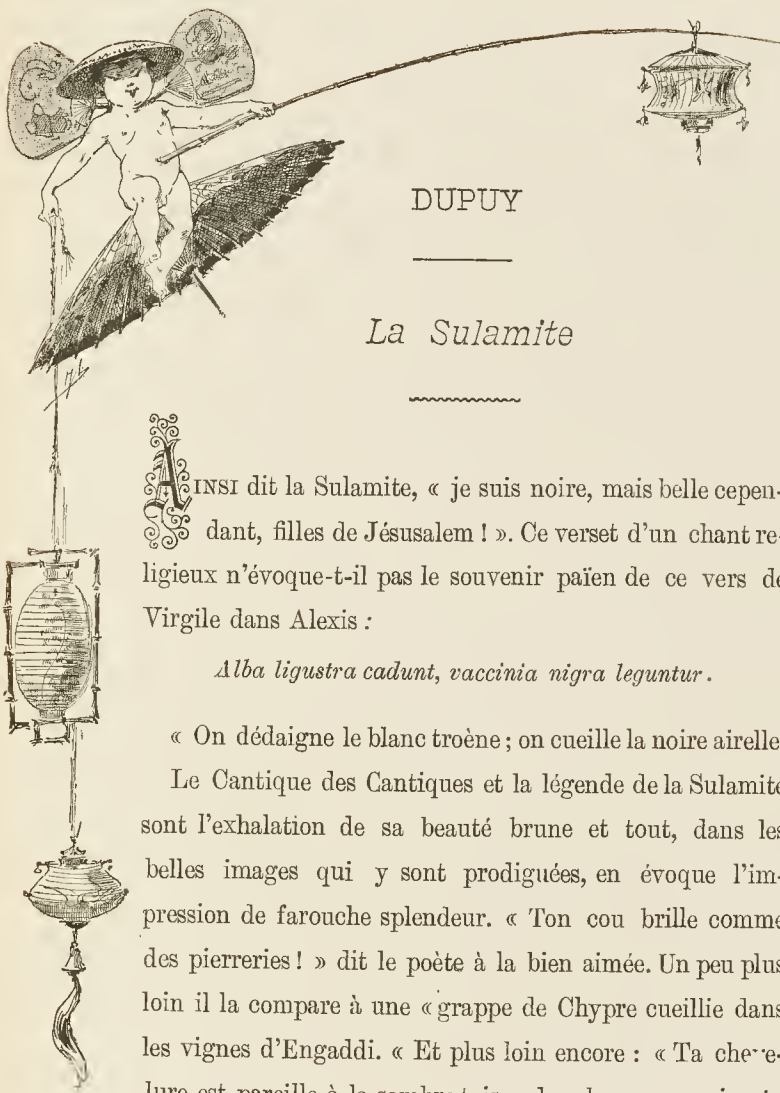 DUPUY
La Sulamite
AINSI dit la Sulamite, « je suis noire, mais belle cepen-
dant, filles de Jésusalem ! ». Ce verset d'un chant re-
ligieux n'évoque-t-il pas le souvenir païen de ce vers de
Virgile dans Alexis :
Alba ligustra cadunt, vaccinia nigra leguntur.
« On dédaigne le blanc troène ; on cueille la noire airelle
Le Cantique des Cantiques et la légende de la Sulamite
sont l'exhalation de sa beauté brune et tout, dans les
belles images qui y sont prodiguées, en évoque l'im-
pression de farouche splendeur. « Ton cou brille comme
des pierreries ! » dit le poète à la bien aimée. Un peu plus
loin il la compare à une « grappe de Chypre cueillie dans
les vignes d'Engaddi. « Et plus loin encore : « Ta cheve-
lure est pareille à la